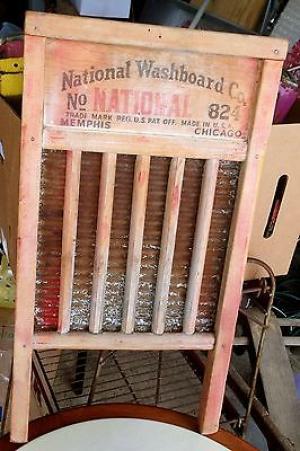 National Washboard Co.
No NATIONAL 824
TRADE MARK REG. U.S. PAT. OFF. MADE IN U.S.A.
MEMPHIS CHICAGO